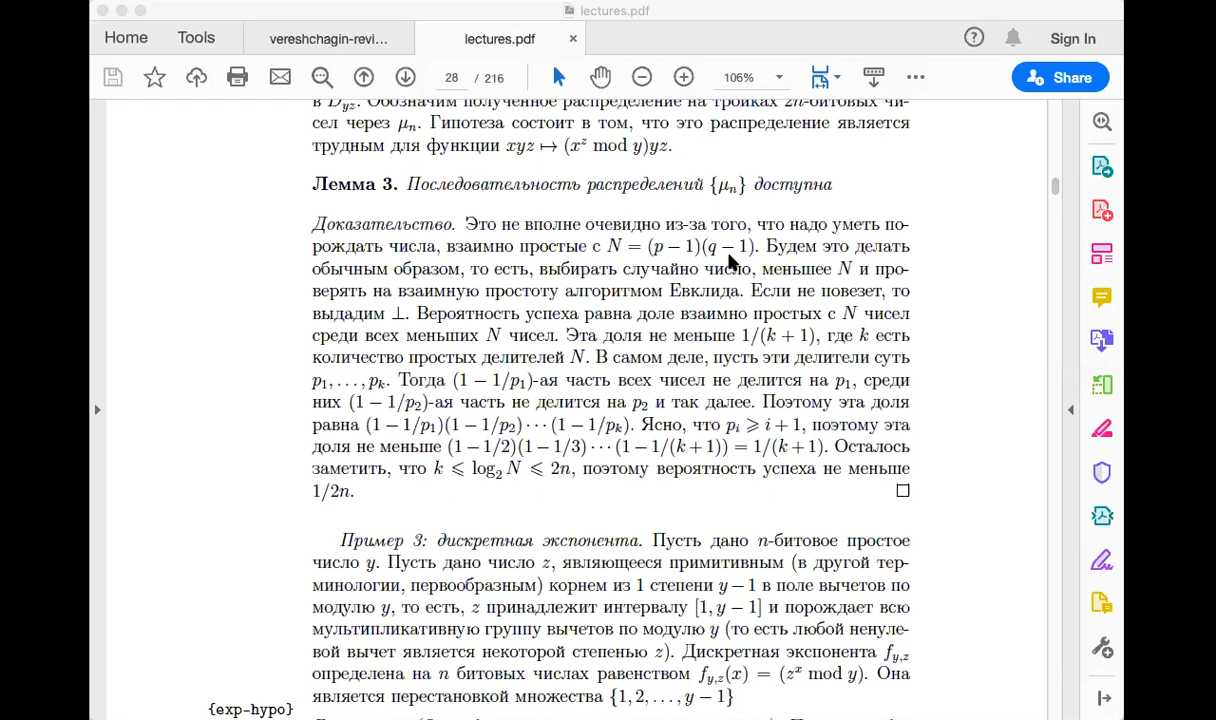 lectures.pdf
Home Tools vereshchagin-revi... lectures.pdf × Sign In
28 / 216 106% Share
в D_{yz}. Обозначим полученное распределение на тройках 2n-битовых чи-
сел через μ_n. Гипотеза состоит в том, что это распределение является
трудным для функции xyz ↦ (x^z mod y)yz.
Лемма 3. Последовательность распределений {μ_n} доступна
Доказательство. Это не вполне очевидно из-за того, что надо уметь по-
рождать числа, взаимно простые с N = (p − 1)(q − 1). Будем это делать
обычным образом, то есть, выбирать случайно число, меньшее N и про-
верять на взаимную простоту алгоритмом Евклида. Если не повезет, то
выдадим ⊥. Вероятность успеха равна доле взаимно простых с N чисел
среди всех меньших N чисел. Эта доля не меньше 1/(k + 1), где k есть
количество простых делителей N. В самом деле, пусть эти делители суть
p_1, . . . , p_k. Тогда (1 − 1/p_1)-ая часть всех чисел не делится на p_1, среди
них (1 − 1/p_2)-ая часть не делится на p_2 и так далее. Поэтому эта доля
равна (1 − 1/p_1)(1 − 1/p_2) · · · (1 − 1/p_k). Ясно, что p_i ⩾ i + 1, поэтому эта
доля не меньше (1−1/2)(1−1/3) · · · (1−1/(k+1)) = 1/(k+1). Осталось
заметить, что k ⩽ log_2 N ⩽ 2n, поэтому вероятность успеха не меньше
1/2n. □
Пример 3: дискретная экспонента. Пусть дано n-битовое простое
число y. Пусть дано число z, являющееся примитивным (в другой тер-
минологии, первообразным) корнем из 1 степени y − 1 в поле вычетов по
модулю y, то есть, z принадлежит интервалу [1, y − 1] и порождает всю
мультипликативную группу вычетов по модулю y (то есть любой ненуле-
вой вычет является некоторой степенью z). Дискретная экспонента f_{y,z}
определена на n битовых числах равенством f_{y,z}(x) = (z^x mod y). Она
является перестановкой множества {1, 2, . . . , y − 1}
{exp-hypo}